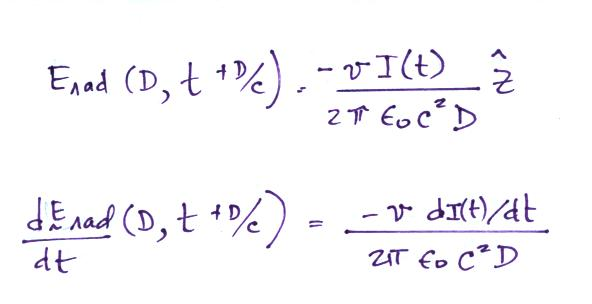 E_rad (D, t + D/c) = -v I(t) / 2π ε₀ c² D ẑ
dE_rad/dt (D, t + D/c) = -v dI(t)/dt / 2π ε₀ c² D